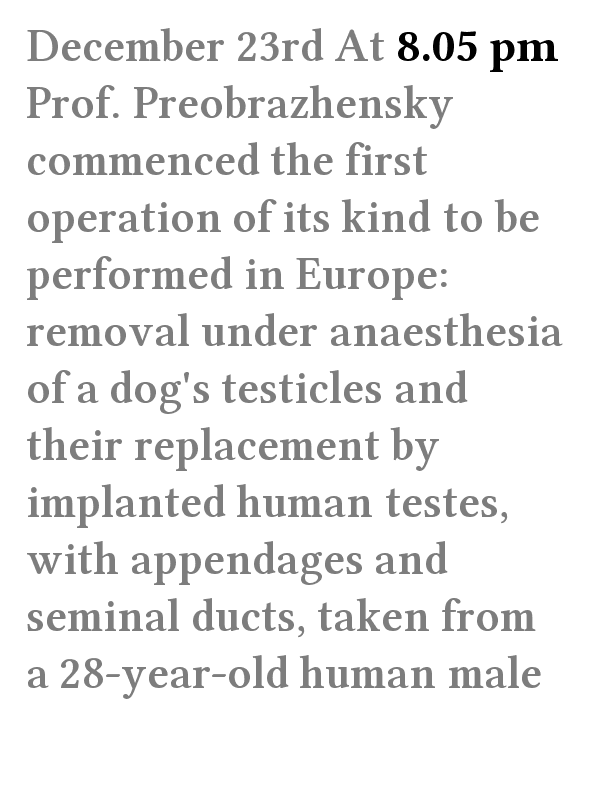 December 23rd At 8.05 pm
Prof. Preobrazhensky
commenced the first
operation of its kind to be
performed in Europe:
removal under anaesthesia
of a dog's testicles and
their replacement by
implanted human testes,
with appendages and
seminal ducts, taken from
a 28-year-old human male